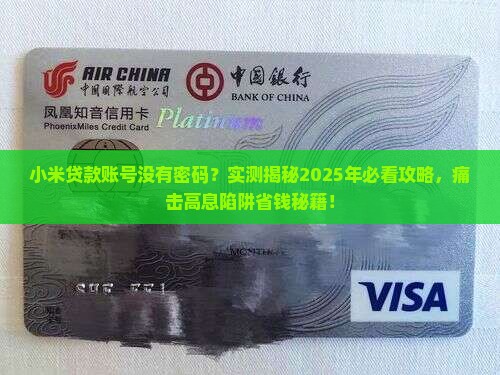 AIR CHINA
中国国际航空公司
中国银行
BANK OF CHINA
凤凰知音信用卡
PhoenixMiles Credit Card
Platinum
小米贷款账号没有密码？实测揭秘2025年必看攻略，痛
击高息陷阱省钱秘籍！
VISA